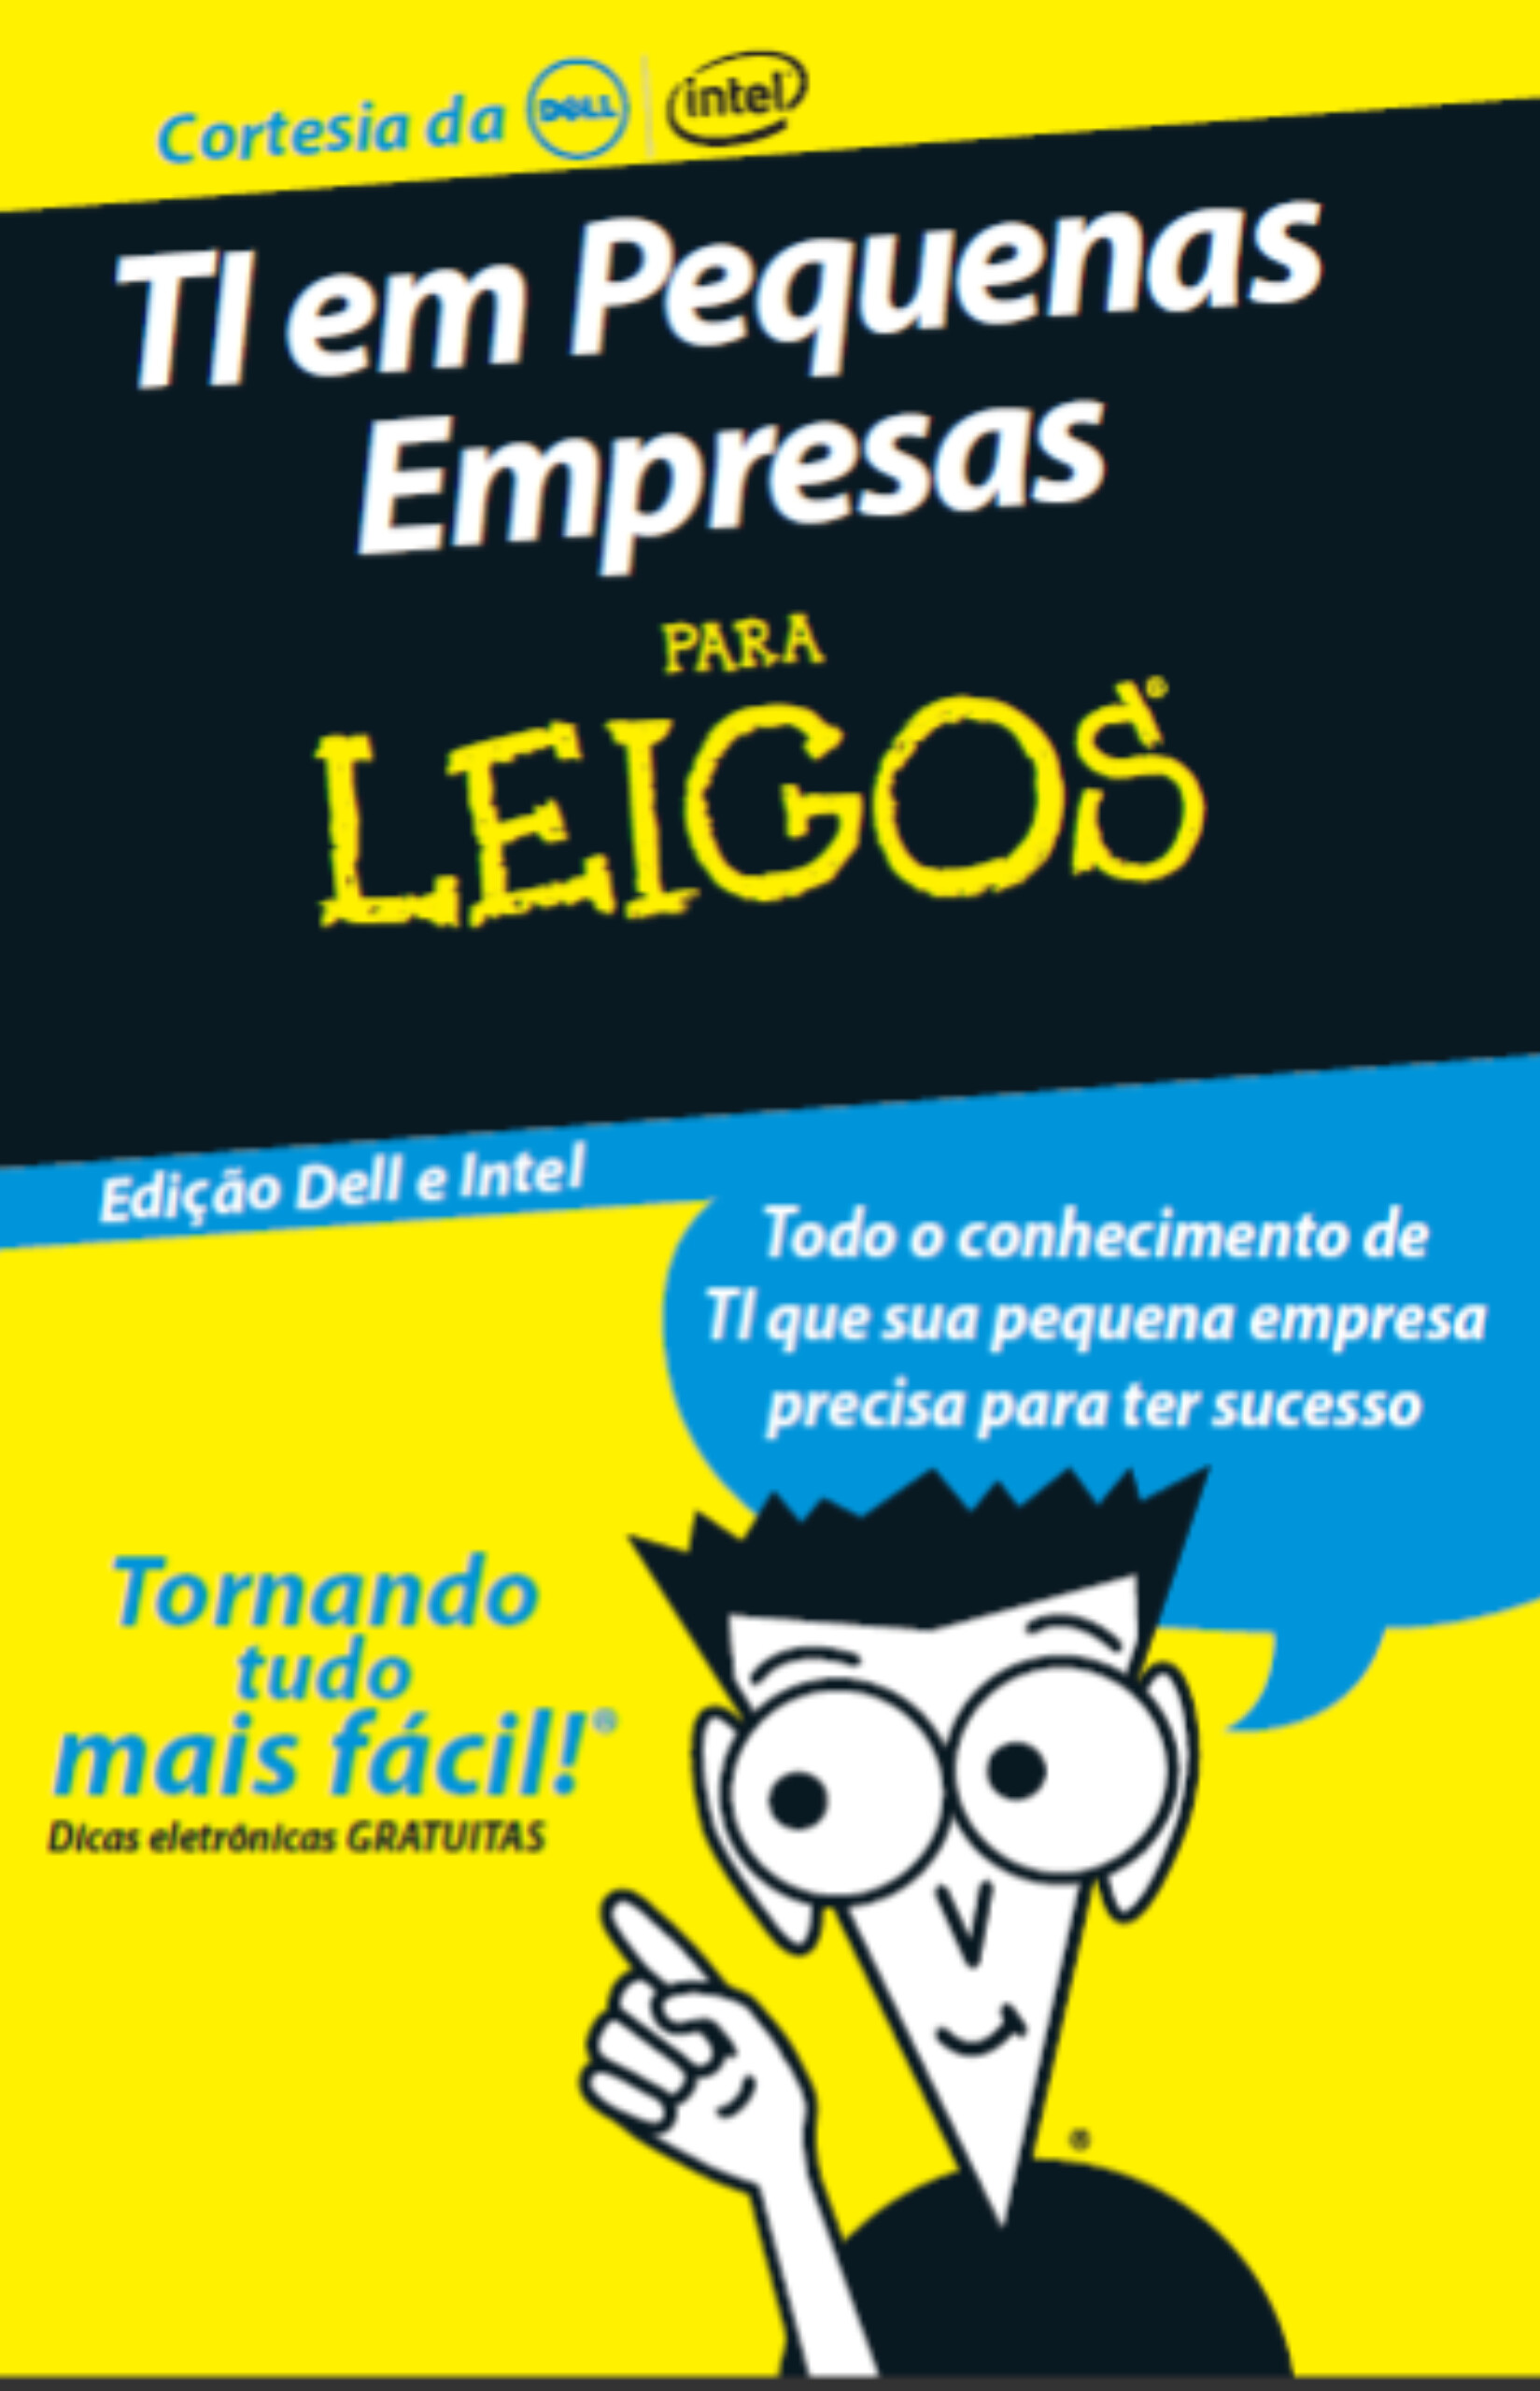 Cortesia da DELL intel
TI em Pequenas
Empresas
PARA
LEIGOS®
Edição Dell e Intel
Todo o conhecimento de
TI que sua pequena empresa
precisa para ter sucesso
Tornando
tudo
mais fácil!®
Dicas eletrônicas GRATUITAS
®